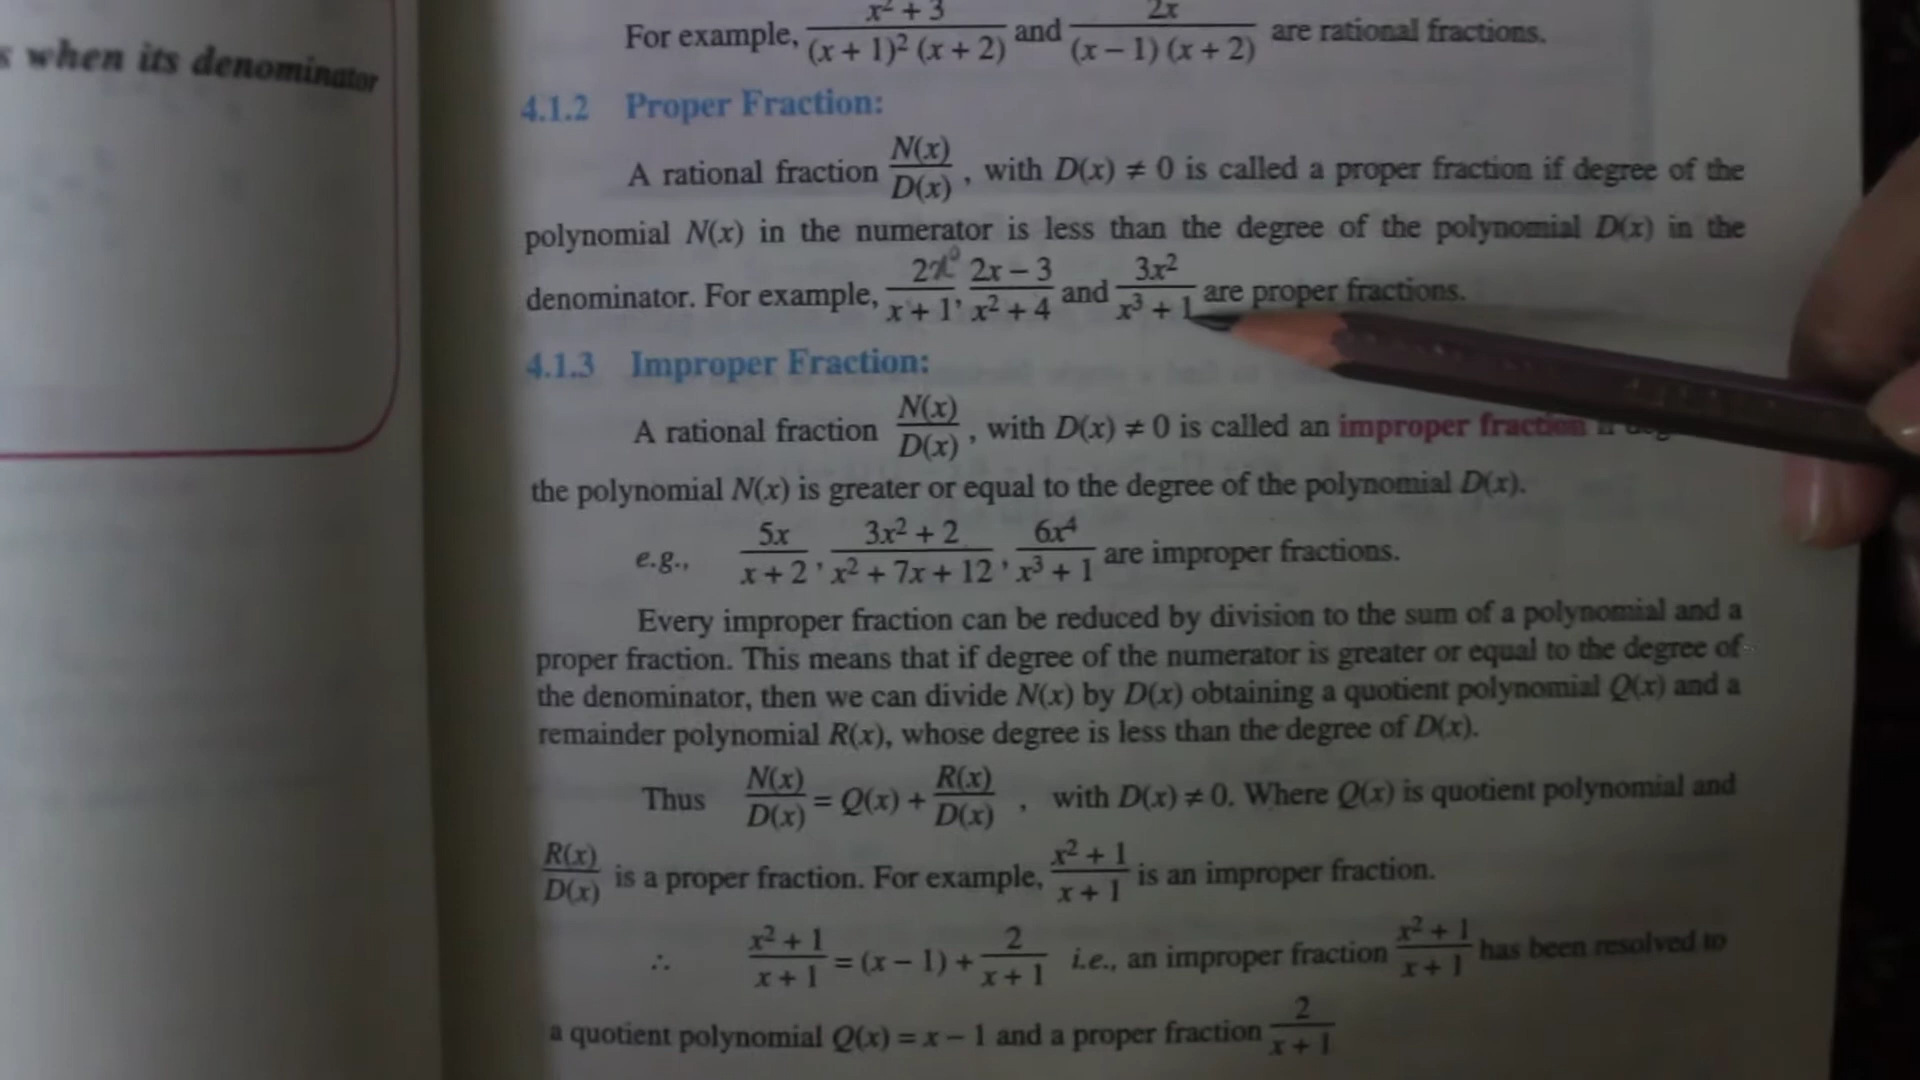 s when its denominator
For example, x² + 3 / (x + 1)² (x + 2) and 2x / (x – 1) (x + 2) are rational fractions.
4.1.2 Proper Fraction:
A rational fraction N(x)/D(x) , with D(x) ≠ 0 is called a proper fraction if degree of the
polynomial N(x) in the numerator is less than the degree of the polynomial D(x) in the
denominator. For example, 2x⁰ / x + 1, 2x – 3 / x² + 4 and 3x² / x³ + 1 are proper fractions.
4.1.3 Improper Fraction:
A rational fraction N(x)/D(x) , with D(x) ≠ 0 is called an improper fraction
the polynomial N(x) is greater or equal to the degree of the polynomial D(x).
e.g., 5x / x + 2, 3x² + 2 / x² + 7x + 12, 6x⁴ / x³ + 1 are improper fractions.
Every improper fraction can be reduced by division to the sum of a polynomial and a
proper fraction. This means that if degree of the numerator is greater or equal to the degree of
the denominator, then we can divide N(x) by D(x) obtaining a quotient polynomial Q(x) and a
remainder polynomial R(x), whose degree is less than the degree of D(x).
Thus N(x)/D(x) = Q(x) + R(x)/D(x) , with D(x) ≠ 0. Where Q(x) is quotient polynomial and
R(x)/D(x) is a proper fraction. For example, x² + 1 / x + 1 is an improper fraction.
∴ x² + 1 / x + 1 = (x – 1) + 2 / x + 1 i.e., an improper fraction x² + 1 / x + 1 has been resolved to
a quotient polynomial Q(x) = x – 1 and a proper fraction 2 / x + 1